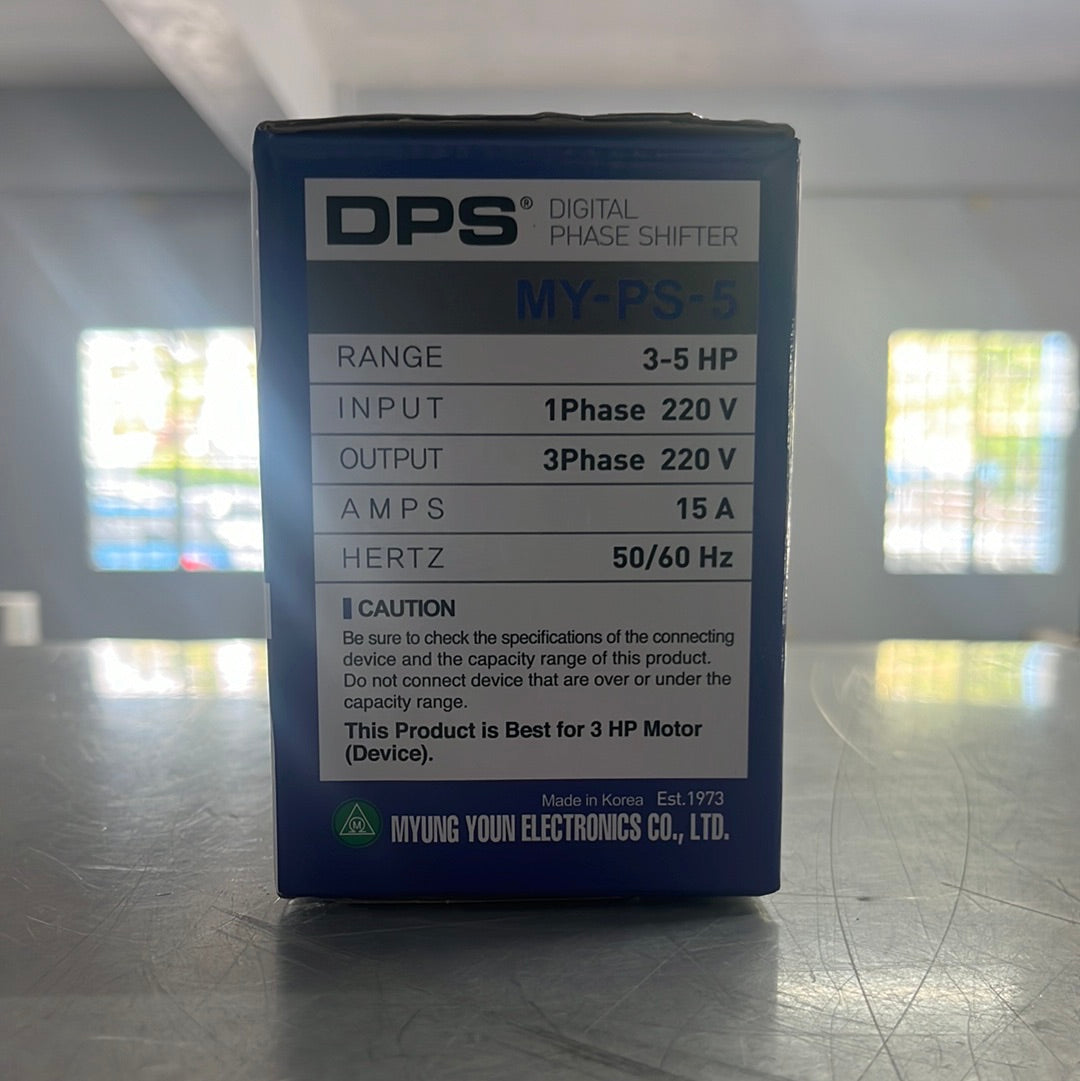 DPS® DIGITAL
PHASE SHIFTER
MY-PS-5
RANGE 3-5 HP
INPUT 1Phase 220 V
OUTPUT 3Phase 220 V
AMPS 15 A
HERTZ 50/60 Hz
CAUTION
Be sure to check the specifications of the connecting
device and the capacity range of this product.
Do not connect device that are over or under the
capacity range.
This Product is Best for 3 HP Motor
(Device).
Made in Korea Est.1973
MYUNG YOUN ELECTRONICS CO., LTD.